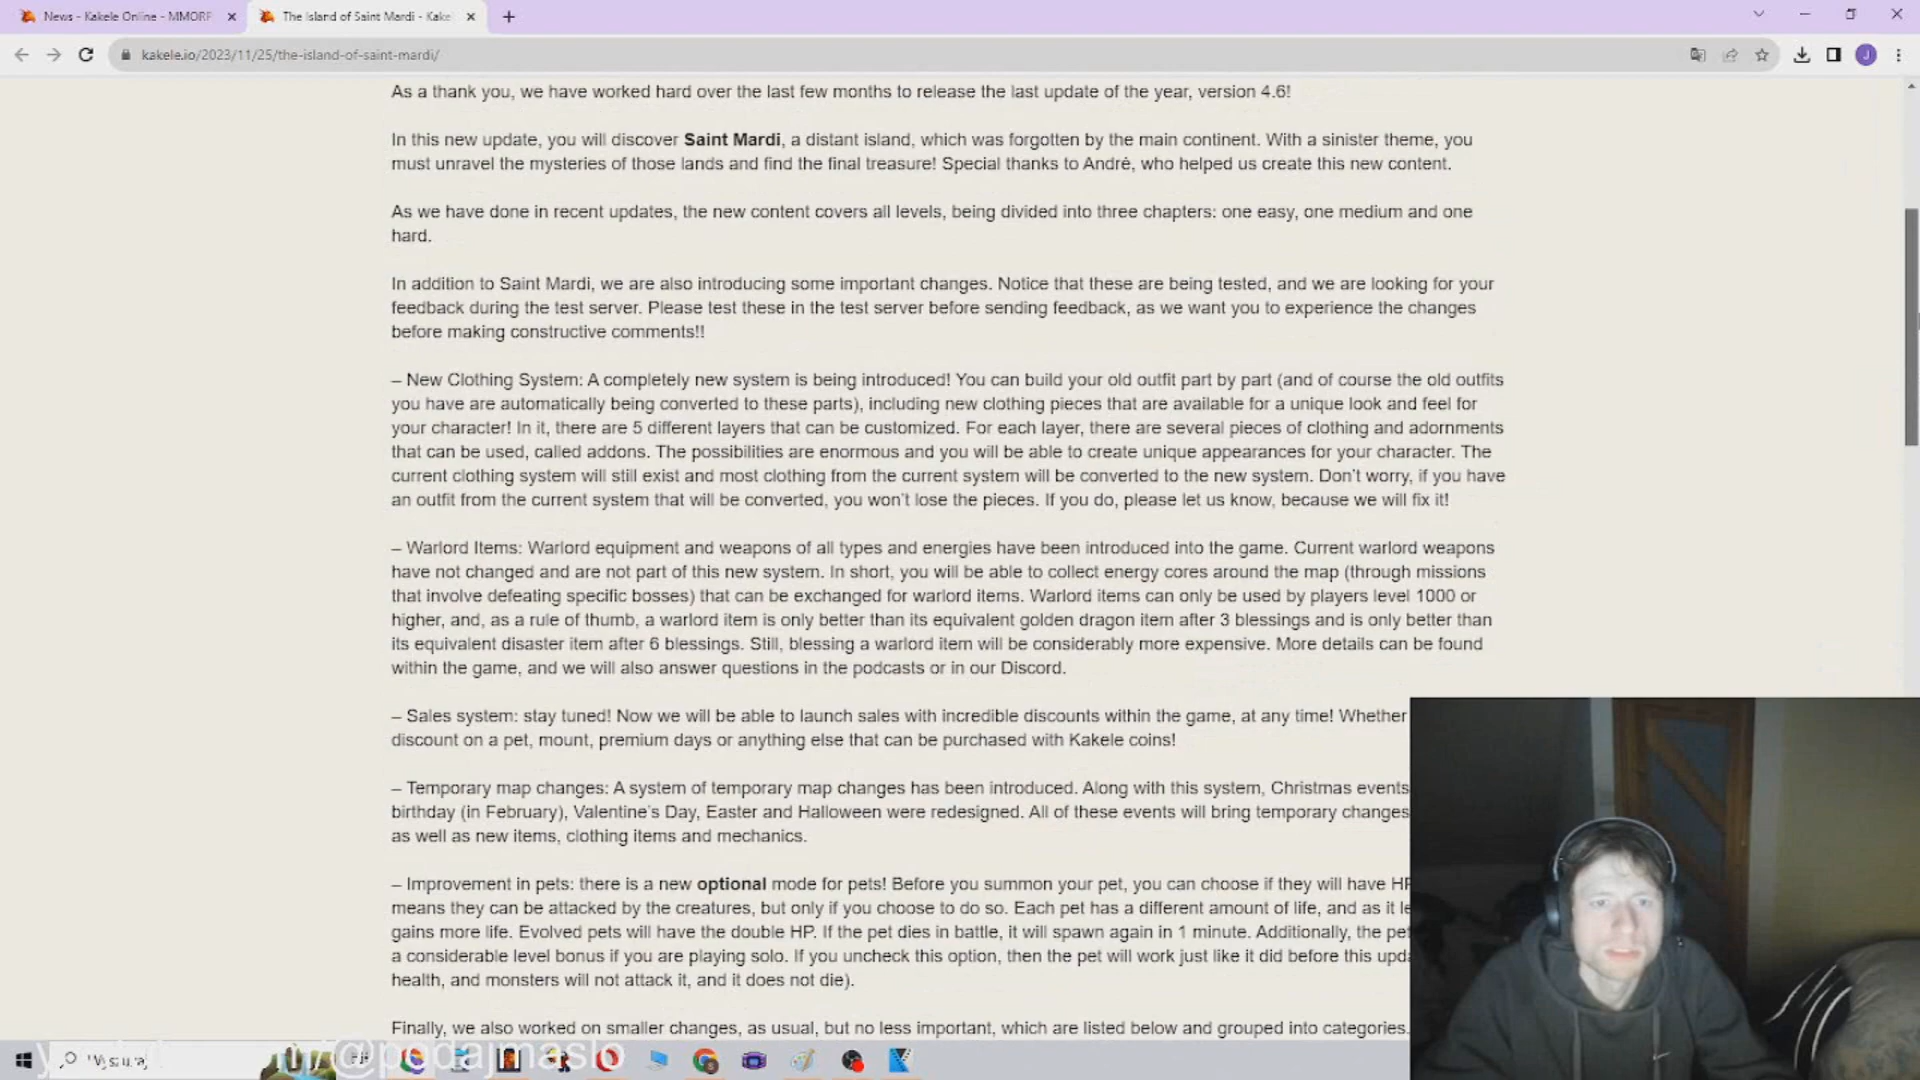 News - Kakele Online - MMORP
The Island of Saint Mardi - Kake
kakele.io/2023/11/25/the-island-of-saint-mardi/
J
As a thank you, we have worked hard over the last few months to release the last update of the year, version 4.6!
In this new update, you will discover Saint Mardi, a distant island, which was forgotten by the main continent. With a sinister theme, you
must unravel the mysteries of those lands and find the final treasure! Special thanks to André, who helped us create this new content.
As we have done in recent updates, the new content covers all levels, being divided into three chapters: one easy, one medium and one
hard.
In addition to Saint Mardi, we are also introducing some important changes. Notice that these are being tested, and we are looking for your
feedback during the test server. Please test these in the test server before sending feedback, as we want you to experience the changes
before making constructive comments!!
– New Clothing System: A completely new system is being introduced! You can build your old outfit part by part (and of course the old outfits
you have are automatically being converted to these parts), including new clothing pieces that are available for a unique look and feel for
your character! In it, there are 5 different layers that can be customized. For each layer, there are several pieces of clothing and adornments
that can be used, called addons. The possibilities are enormous and you will be able to create unique appearances for your character. The
current clothing system will still exist and most clothing from the current system will be converted to the new system. Don't worry, if you have
an outfit from the current system that will be converted, you won't lose the pieces. If you do, please let us know, because we will fix it!
– Warlord Items: Warlord equipment and weapons of all types and energies have been introduced into the game. Current warlord weapons
have not changed and are not part of this new system. In short, you will be able to collect energy cores around the map (through missions
that involve defeating specific bosses) that can be exchanged for warlord items. Warlord items can only be used by players level 1000 or
higher, and, as a rule of thumb, a warlord item is only better than its equivalent golden dragon item after 3 blessings and is only better than
its equivalent disaster item after 6 blessings. Still, blessing a warlord item will be considerably more expensive. More details can be found
within the game, and we will also answer questions in the podcasts or in our Discord.
– Sales system: stay tuned! Now we will be able to launch sales with incredible discounts within the game, at any time! Whether
discount on a pet, mount, premium days or anything else that can be purchased with Kakele coins!
– Temporary map changes: A system of temporary map changes has been introduced. Along with this system, Christmas events
birthday (in February), Valentine's Day, Easter and Halloween were redesigned. All of these events will bring temporary changes
as well as new items, clothing items and mechanics.
– Improvement in pets: there is a new optional mode for pets! Before you summon your pet, you can choose if they will have HP
means they can be attacked by the creatures, but only if you choose to do so. Each pet has a different amount of life, and as it le
gains more life. Evolved pets will have the double HP. If the pet dies in battle, it will spawn again in 1 minute. Additionally, the pet
a considerable level bonus if you are playing solo. If you uncheck this option, then the pet will work just like it did before this upda
health, and monsters will not attack it, and it does not die).
Finally, we also worked on smaller changes, as usual, but no less important, which are listed below and grouped into categories.
@podajmaslo